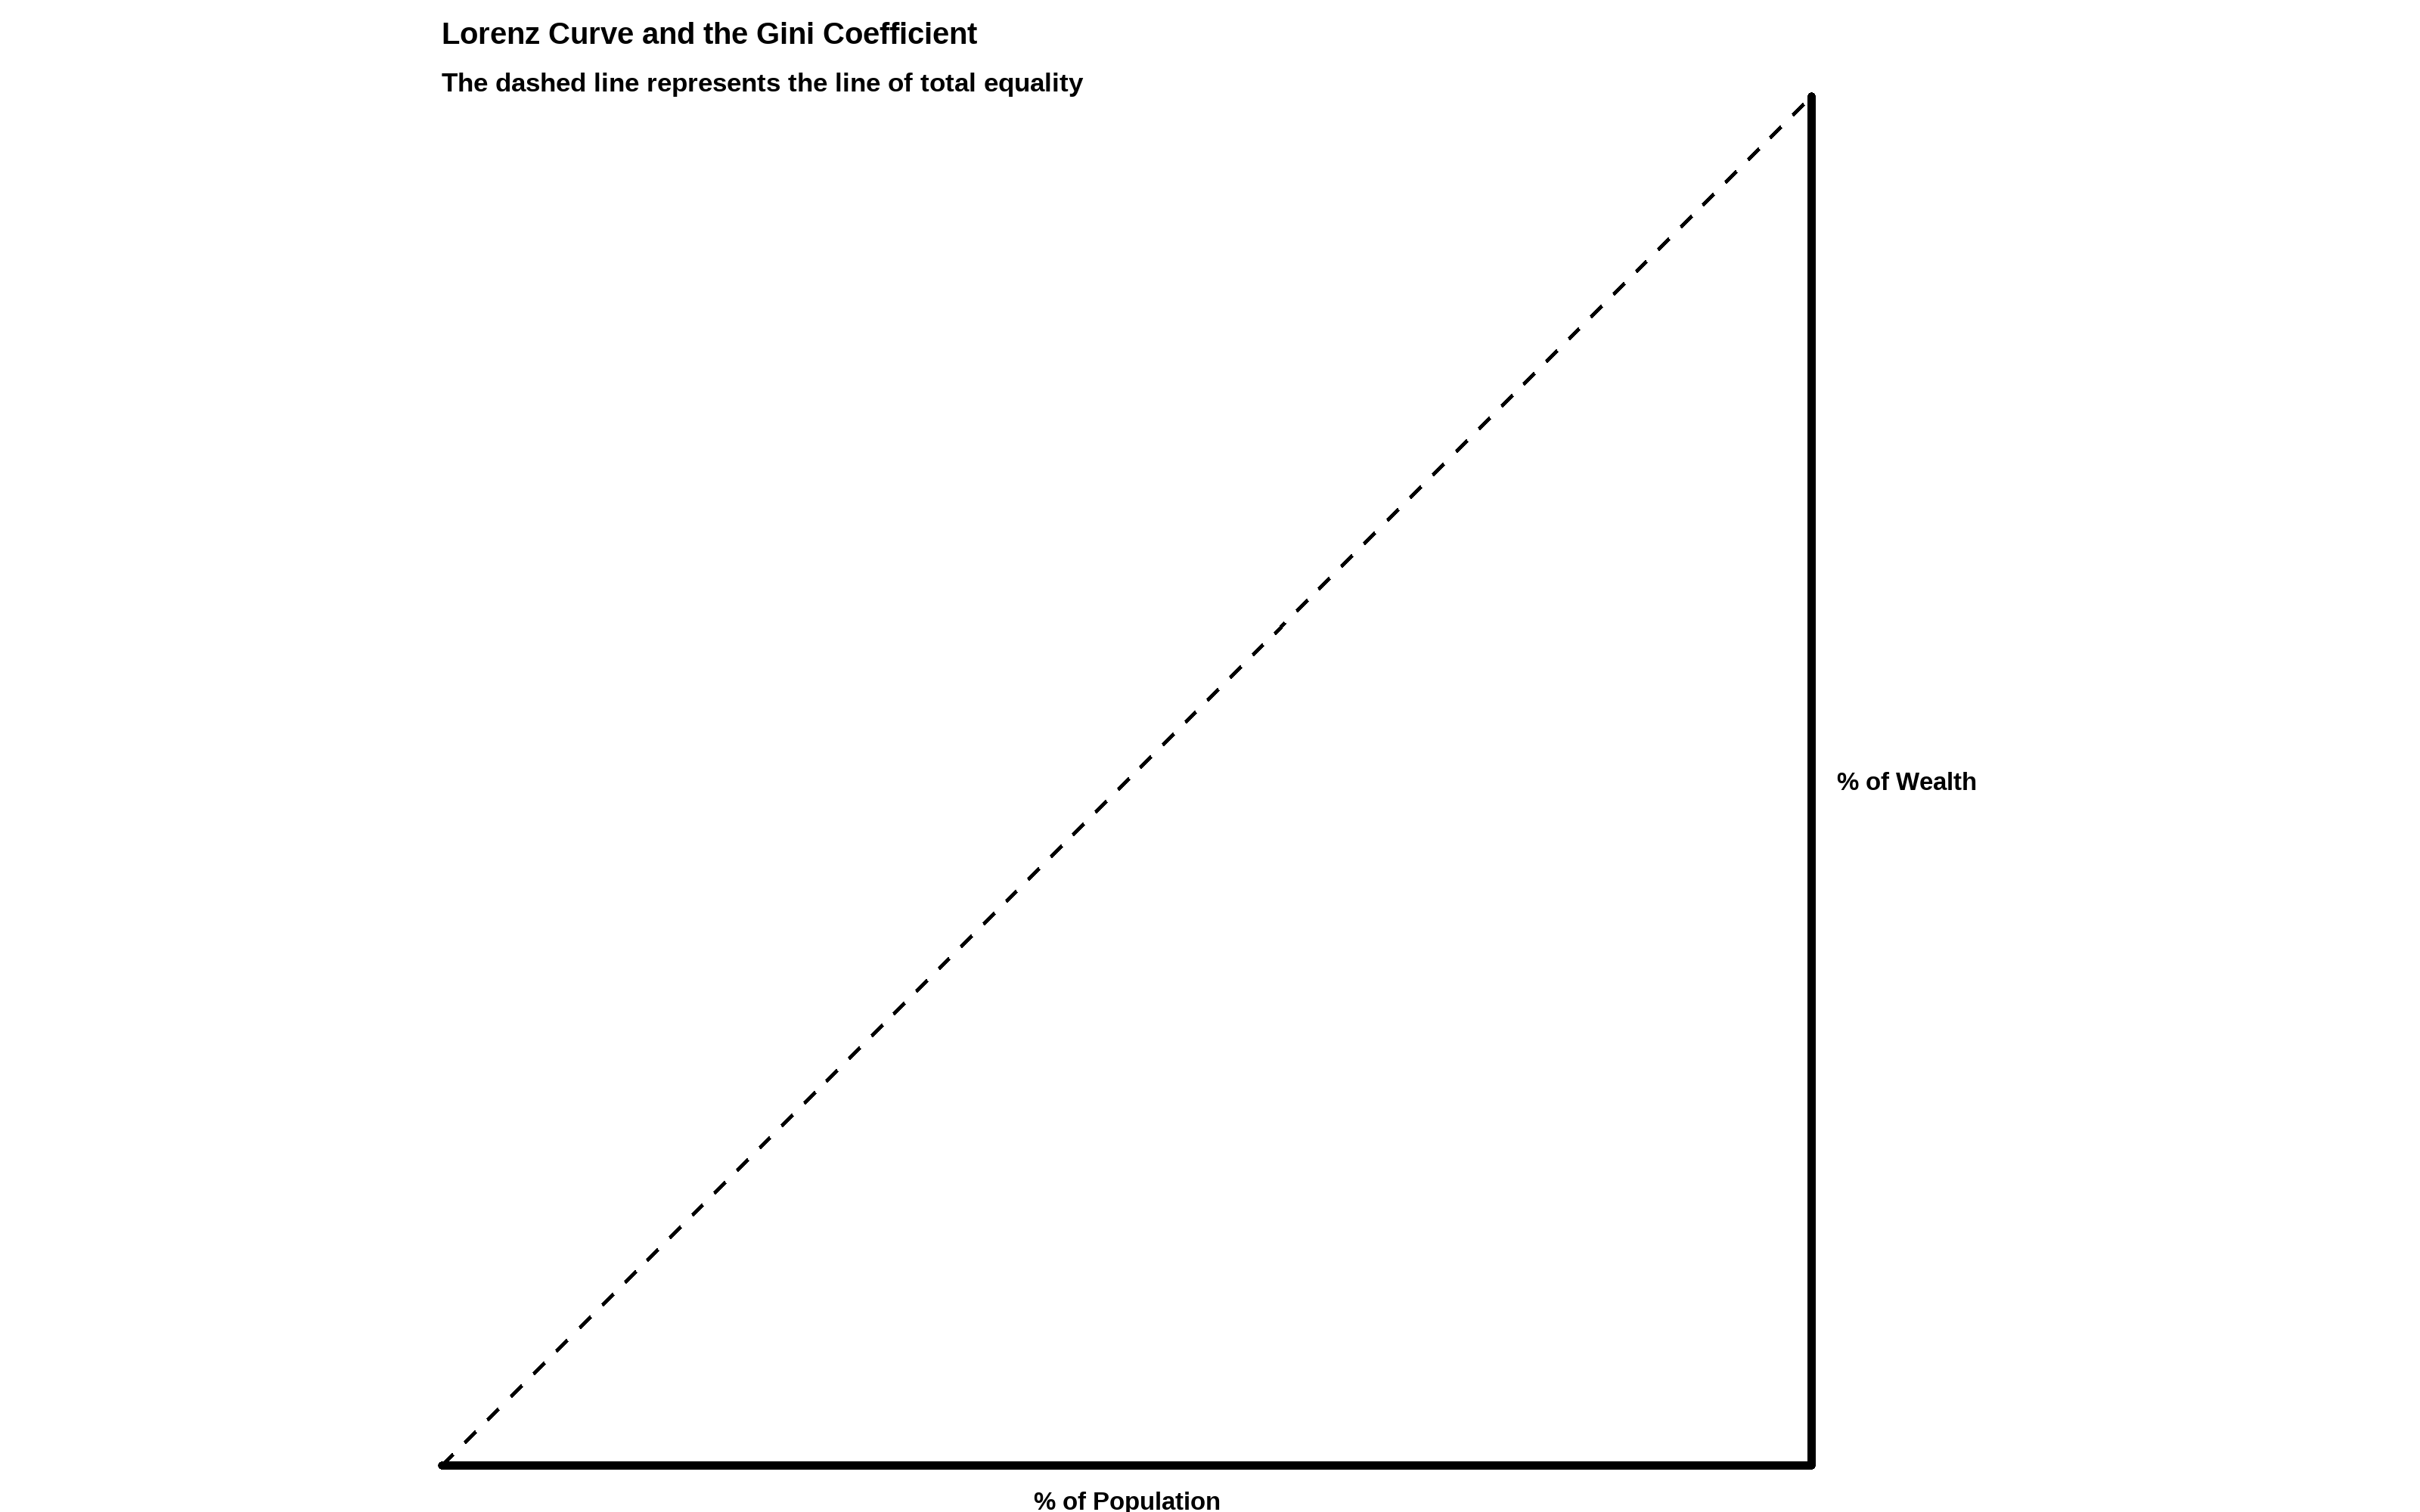 Lorenz Curve and the Gini Coefficient
The dashed line represents the line of total equality
% of Wealth
% of Population